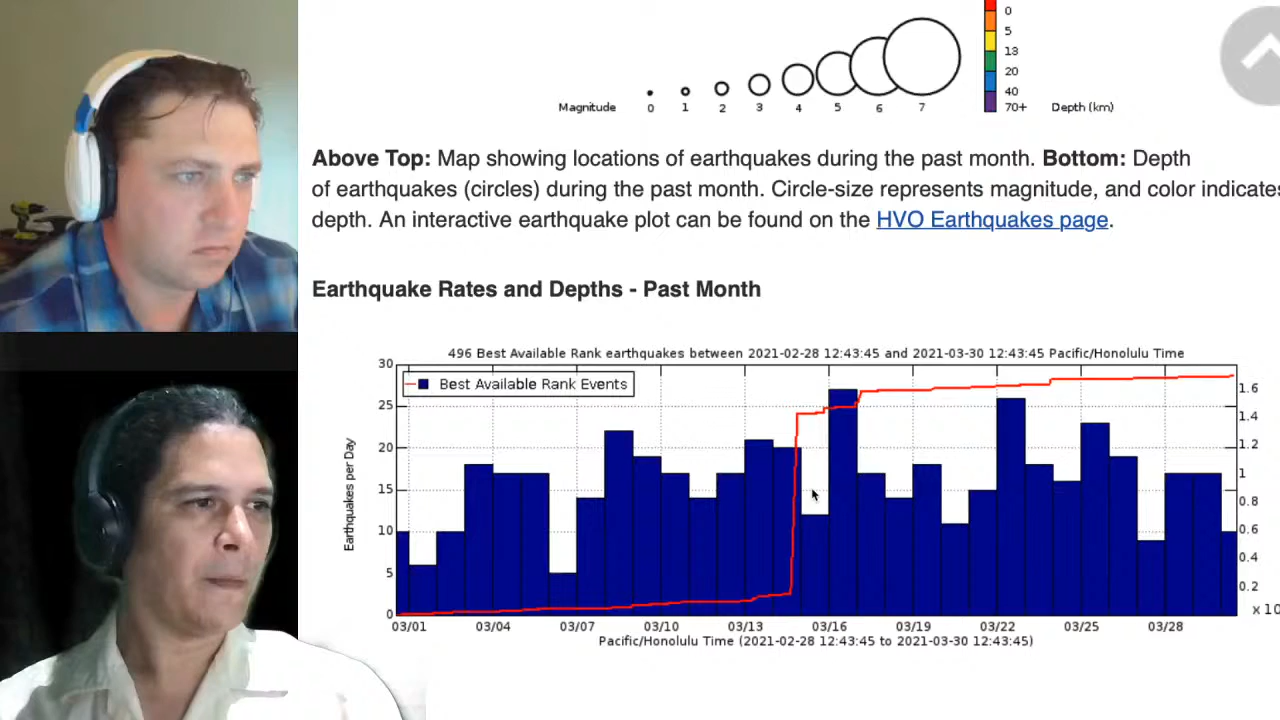 0
5
13
20
40
70+
Magnitude 0 1 2 3 4 5 6 7 Depth (km)
Above Top: Map showing locations of earthquakes during the past month. Bottom: Depth
of earthquakes (circles) during the past month. Circle-size represents magnitude, and color indicates
depth. An interactive earthquake plot can be found on the HVO Earthquakes page.
Earthquake Rates and Depths - Past Month
496 Best Available Rank earthquakes between 2021-02-28 12:43:45 and 2021-03-30 12:43:45 Pacific/Honolulu Time
Best Available Rank Events
Earthquakes per Day
30
25
20
15
10
5
0
1.6
1.4
1.2
1
0.8
0.6
0.4
0.2
x 10
03/01 03/04 03/07 03/10 03/13 03/16 03/19 03/22 03/25 03/28
Pacific/Honolulu Time (2021-02-28 12:43:45 to 2021-03-30 12:43:45)